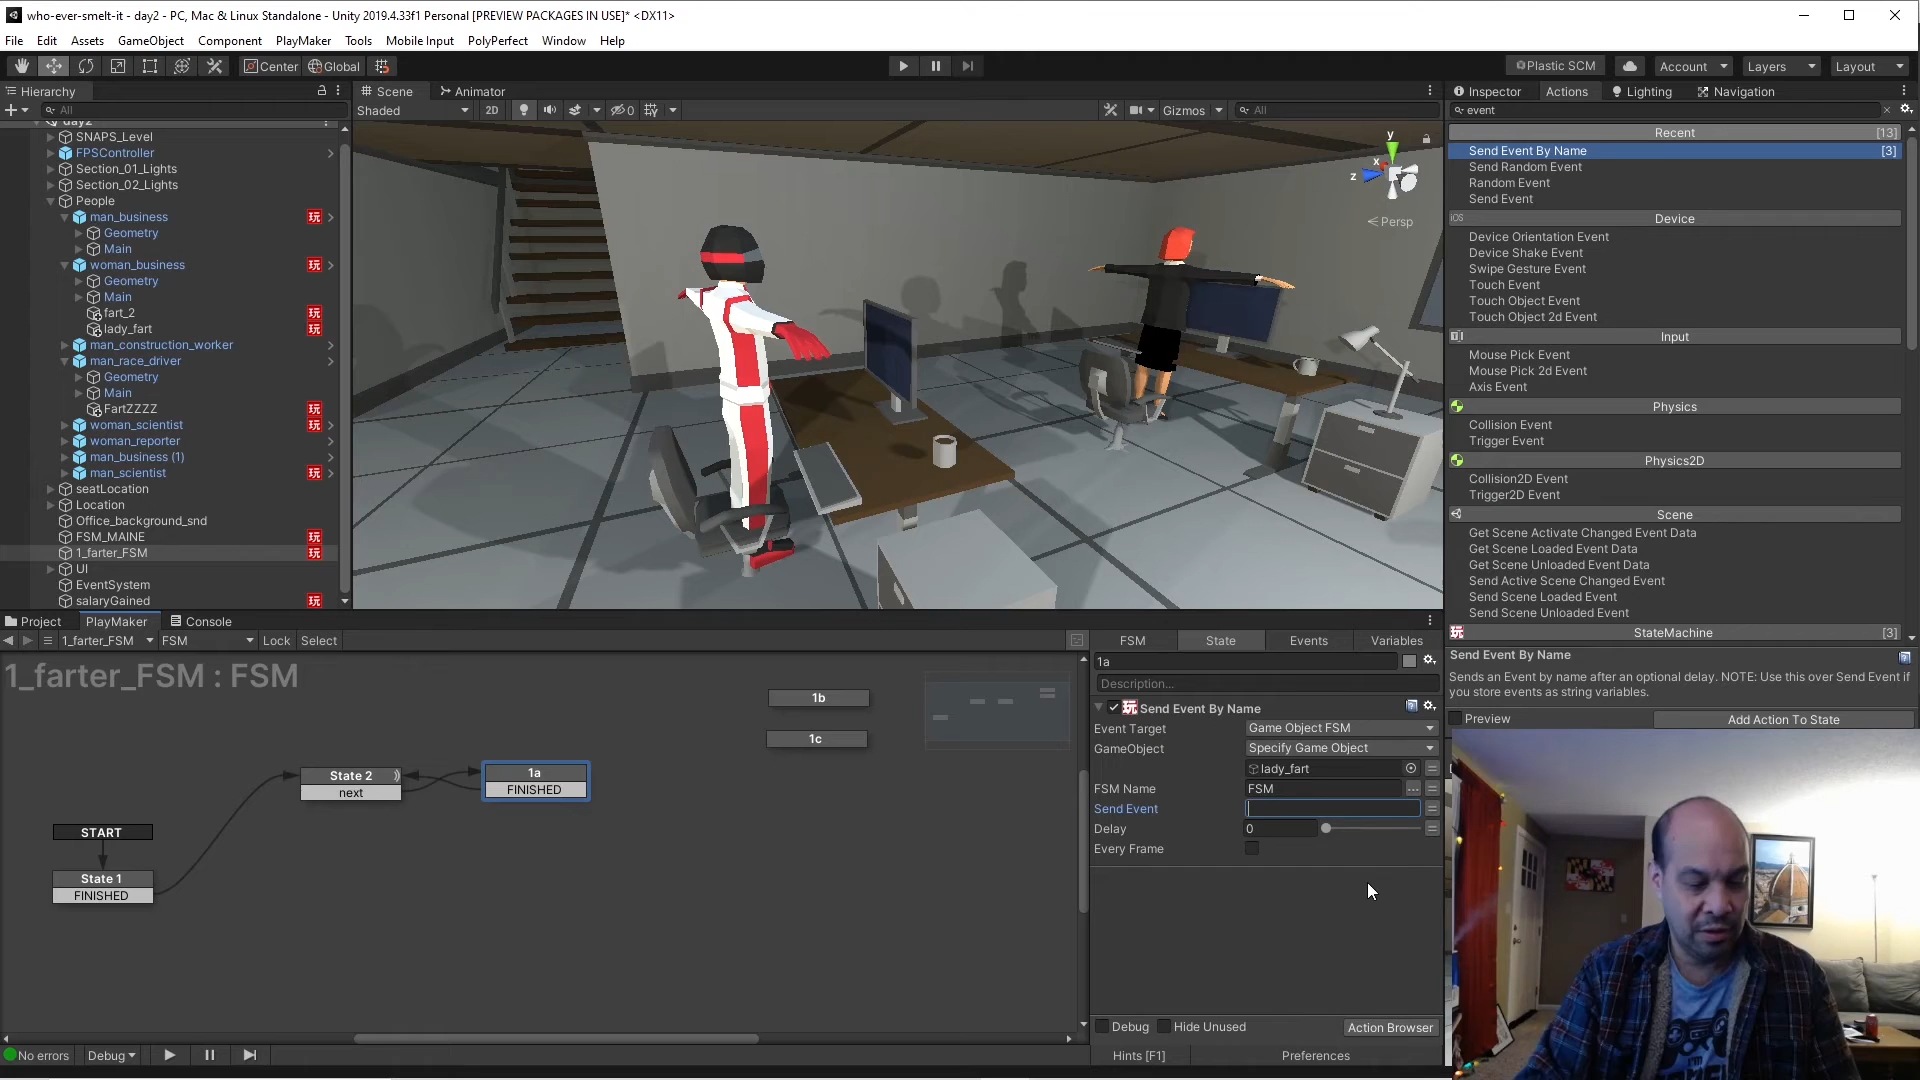 who-ever-smelt-it - day2 - PC, Mac & Linux Standalone - Unity 2019.4.33f1 Personal [PREVIEW PACKAGES IN USE]* <DX11>
File Edit Assets GameObject Component PlayMaker Tools Mobile Input PolyPerfect Window Help
Center Global Plastic SCM Account Layers Layout
Hierarchy
All
day2
SNAPS_Level
FPSController
Section_01_Lights
Section_02_Lights
People
man_business
Geometry
Main
woman_business
Geometry
Main
fart_2
lady_fart
man_construction_worker
man_race_driver
Geometry
Main
FartZZZZ
woman_scientist
woman_reporter
man_business (1)
man_scientist
seatLocation
Location
Office_background_snd
FSM_MAINE
1_farter_FSM
UI
EventSystem
salaryGained
Scene Animator
Shaded 2D 0 Gizmos All
y
x
z
Persp
Inspector Actions Lighting Navigation
event
Recent [13]
Send Event By Name [3]
Send Random Event
Random Event
Send Event
iOS Device
Device Orientation Event
Device Shake Event
Swipe Gesture Event
Touch Event
Touch Object Event
Touch Object 2d Event
Input
Mouse Pick Event
Mouse Pick 2d Event
Axis Event
Physics
Collision Event
Trigger Event
Physics2D
Collision2D Event
Trigger2D Event
Scene
Get Scene Activate Changed Event Data
Get Scene Loaded Event Data
Get Scene Unloaded Event Data
Send Active Scene Changed Event
Send Scene Loaded Event
Send Scene Unloaded Event
StateMachine [3]
Send Event By Name
Sends an Event by name after an optional delay. NOTE: Use this over Send Event if
you store events as string variables.
Preview Add Action To State
Project PlayMaker Console
1_farter_FSM FSM Lock Select
1_farter_FSM : FSM
1b
1c
State 2
next
1a
FINISHED
START
State 1
FINISHED
FSM State Events Variables
1a
Description...
玩 Send Event By Name
Event Target Game Object FSM
GameObject Specify Game Object
lady_fart
FSM Name FSM
Send Event
Delay 0
Every Frame
Debug Hide Unused Action Browser
No errors Debug Hints [F1] Preferences